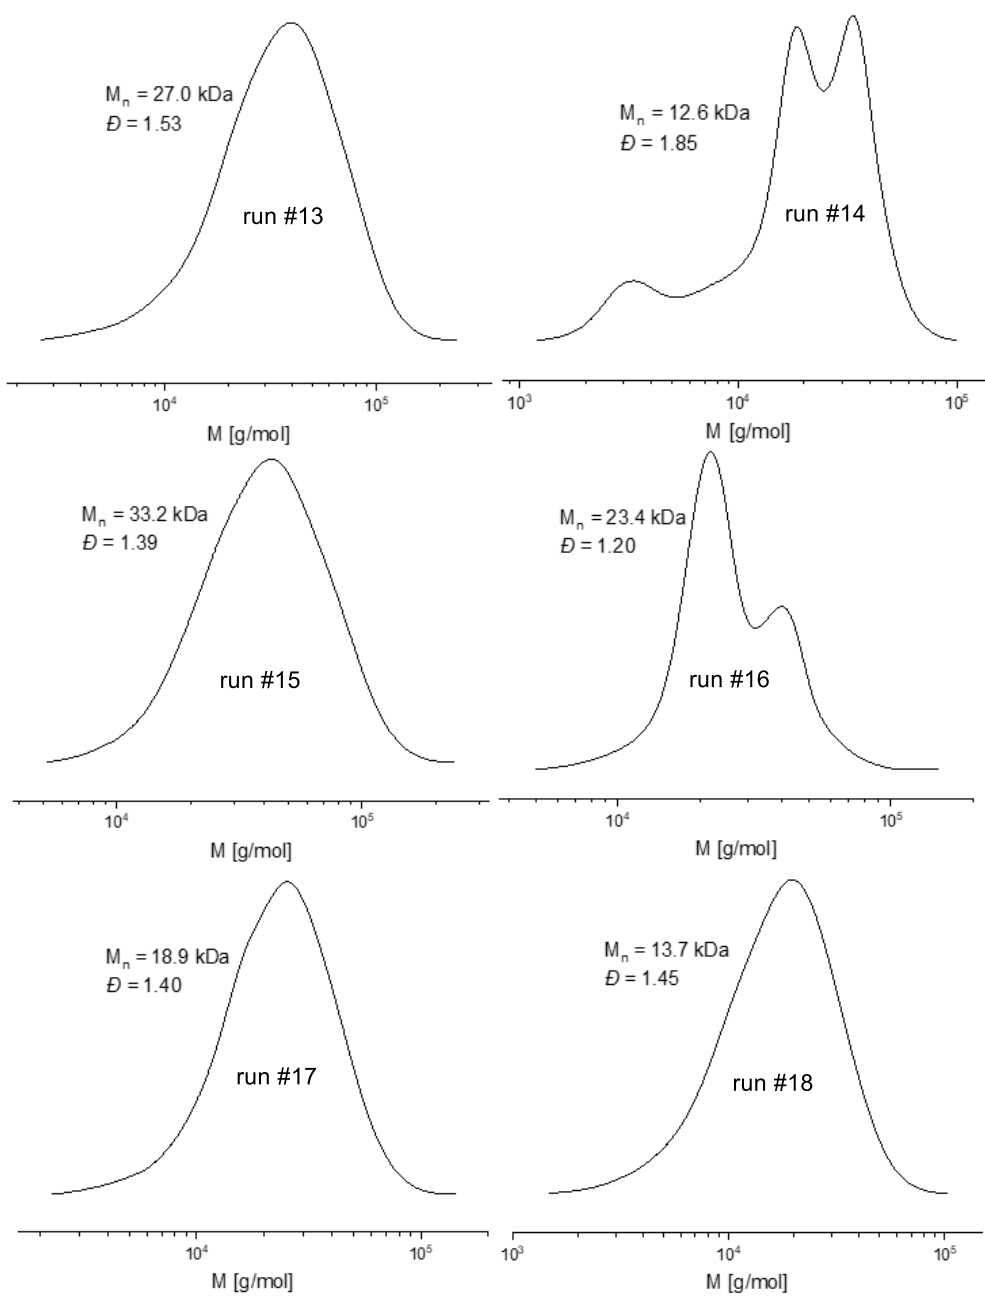 Mn = 27.0 kDa
Đ = 1.53
run #13
10⁴ 10⁵
M [g/mol]
Mn = 12.6 kDa
Đ = 1.85
run #14
10³ 10⁴ 10⁵
M [g/mol]
Mn = 33.2 kDa
Đ = 1.39
run #15
10⁴ 10⁵
M [g/mol]
Mn = 23.4 kDa
Đ = 1.20
run #16
10⁴ 10⁵
M [g/mol]
Mn = 18.9 kDa
Đ = 1.40
run #17
10⁴ 10⁵
M [g/mol]
Mn = 13.7 kDa
Đ = 1.45
run #18
10³ 10⁴ 10⁵
M [g/mol]